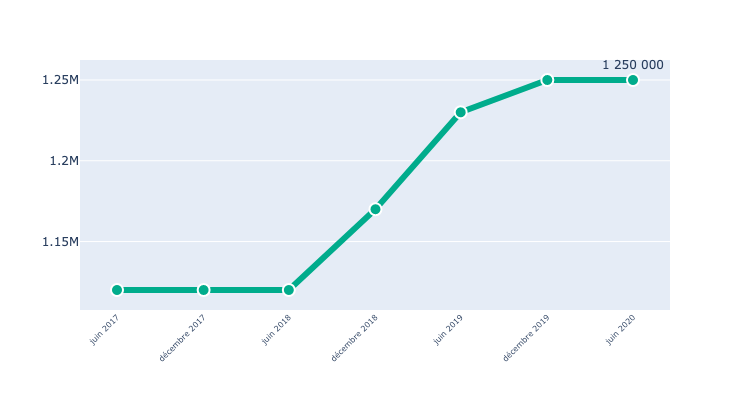 1 250 000
1.25M
1.2M
1.15M
juin 2017
décembre 2017
juin 2018
décembre 2018
juin 2019
décembre 2019
juin 2020